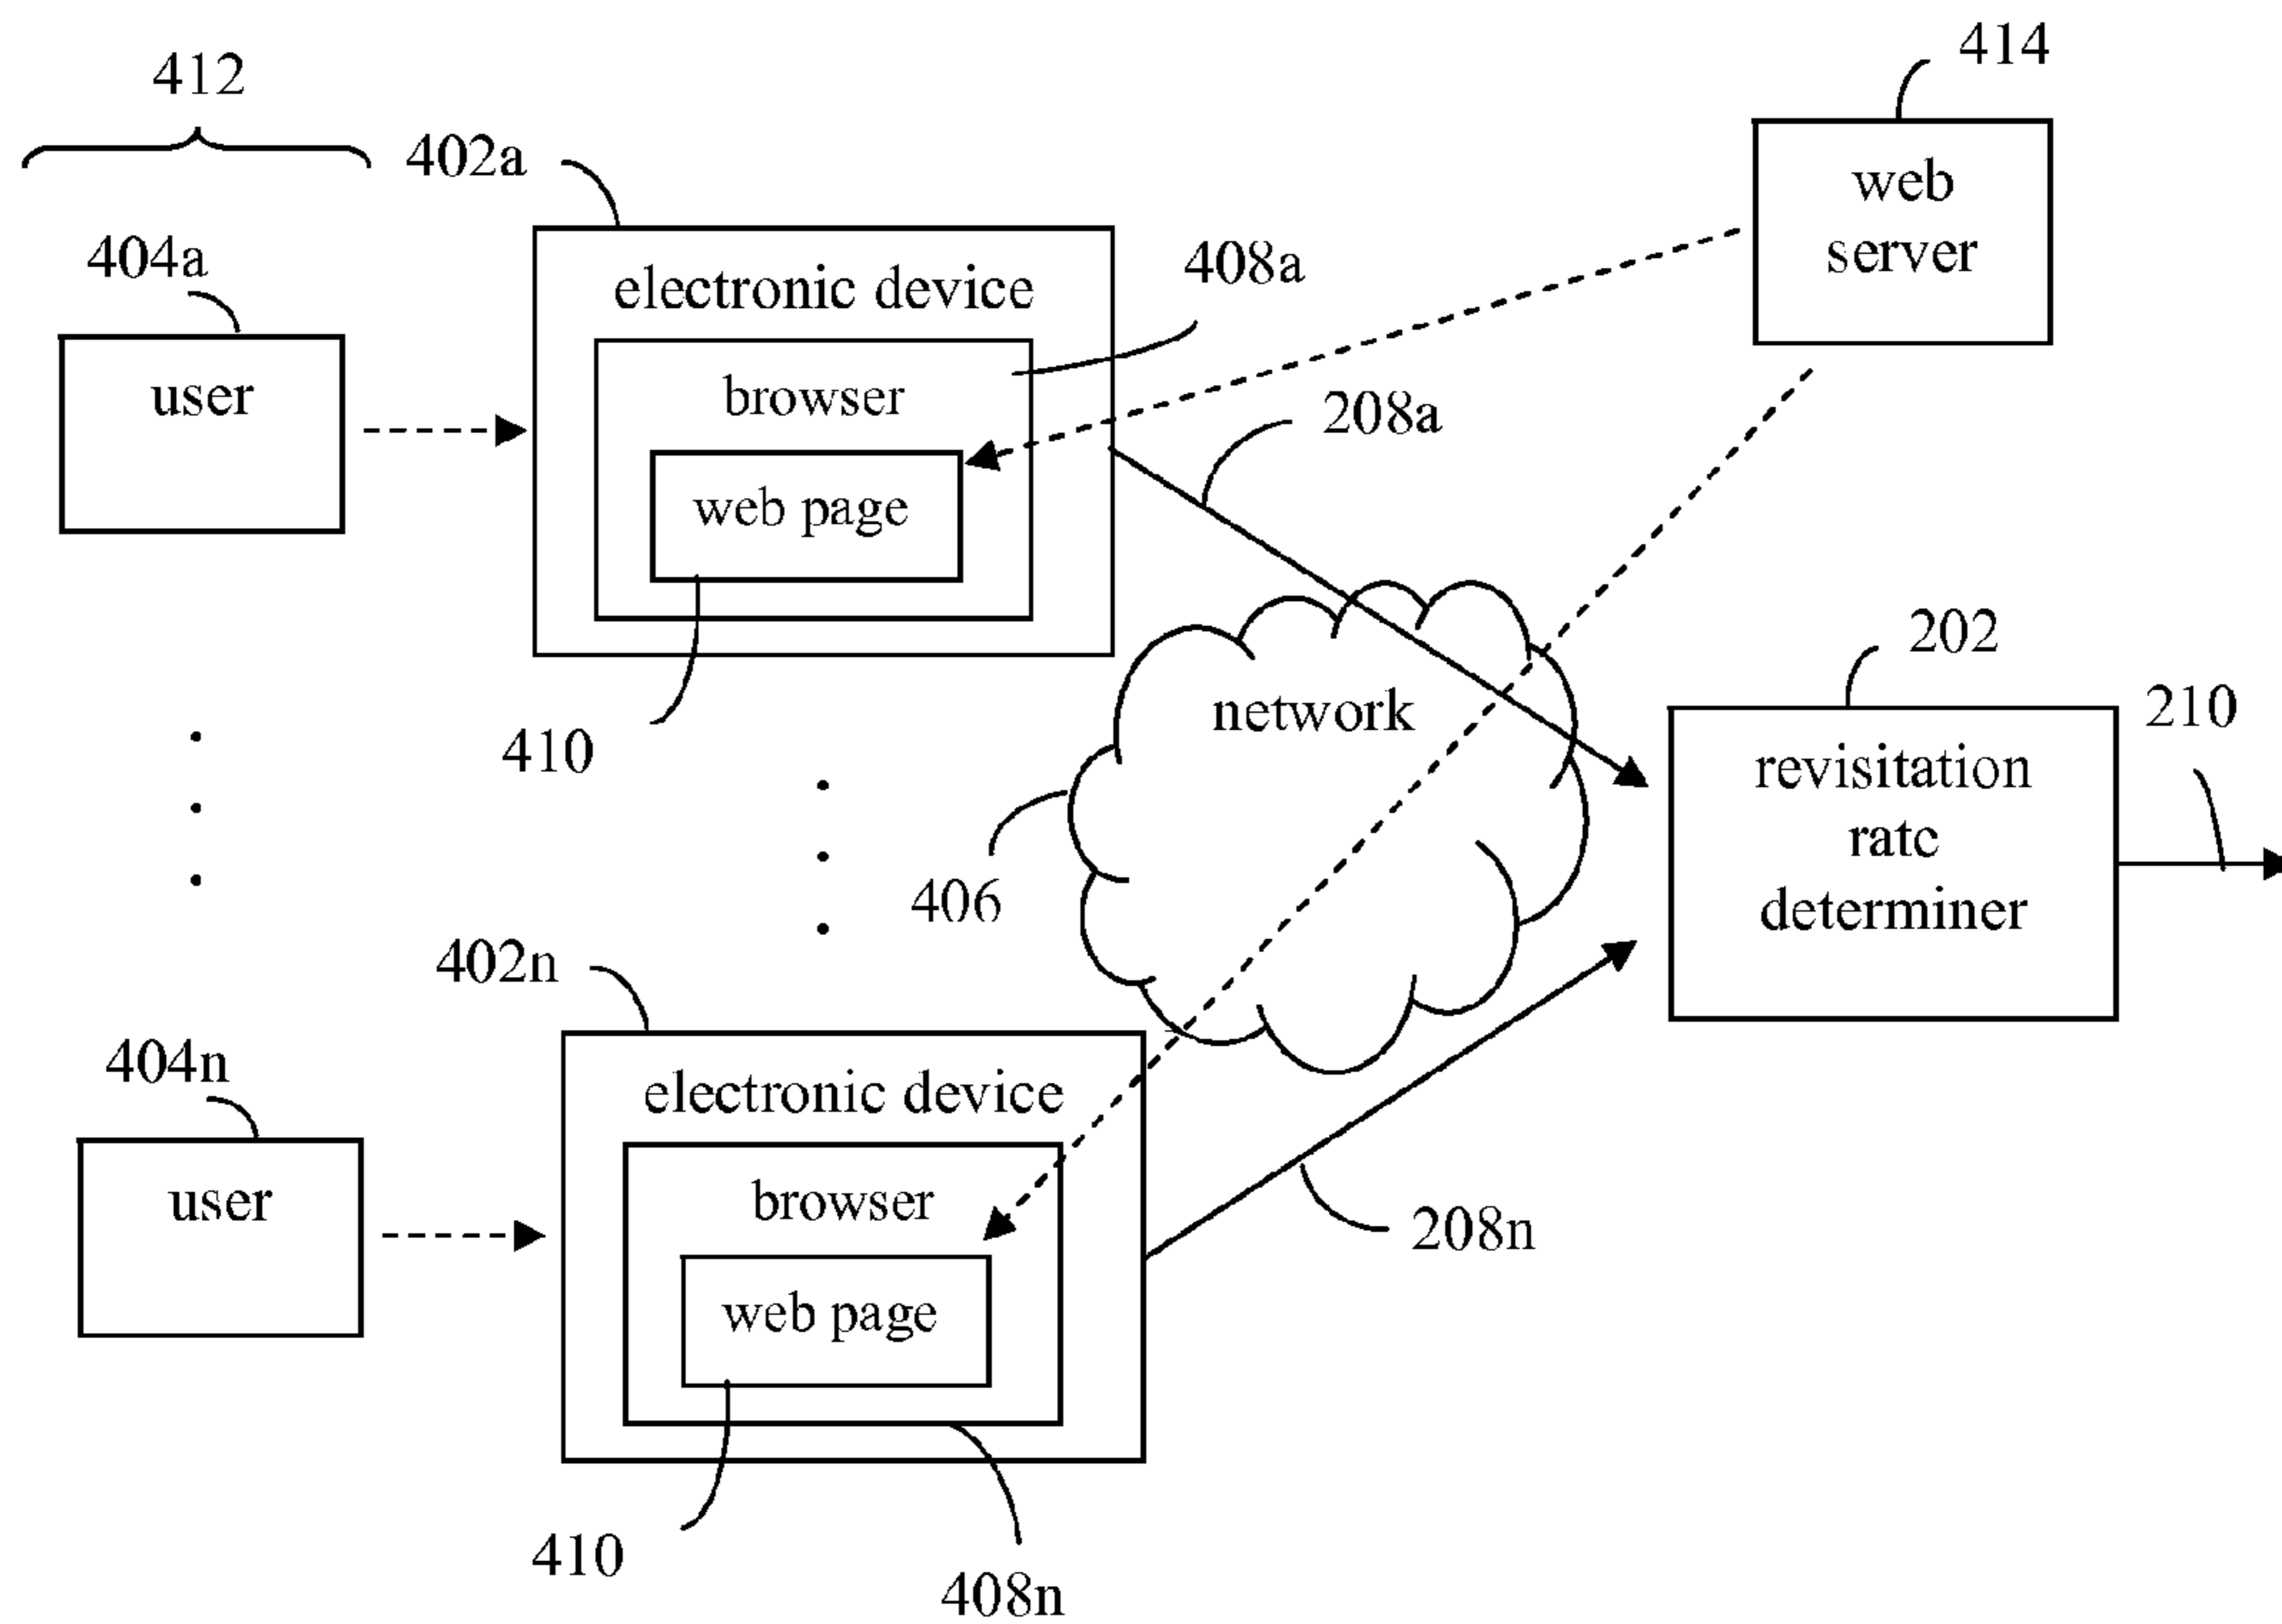 412
414
402a
web
server
404a
408a
electronic device
user
browser
208a
web page
202
network
210
410
revisitation
rate
determiner
406
402n
404n
electronic device
user
browser
208n
web page
410
408n